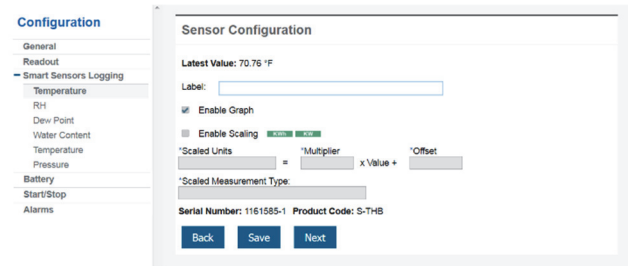 Configuration
General
Readout
Smart Sensors Logging
Temperature
RH
Dew Point
Water Content
Temperature
Pressure
Battery
Start/Stop
Alarms
Sensor Configuration
Latest Value: 70.76 °F
Label:
Enable Graph
Enable Scaling KWh KW
*Scaled Units *Multiplier *Offset
= x Value +
*Scaled Measurement Type:
Serial Number: 1161585-1 Product Code: S-THB
Back Save Next